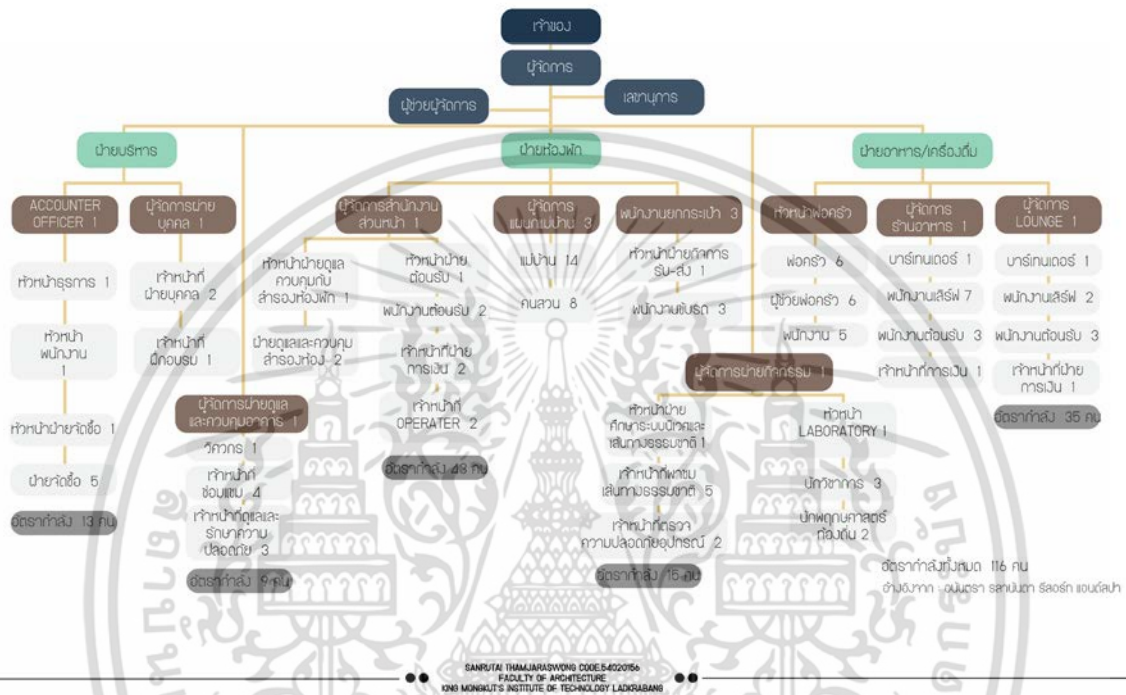 เจ้าของ
ผู้จัดการ
ผู้ช่วยผู้จัดการ
เลขานุการ
ฝ่ายบริหาร
ฝ่ายห้องพัก
ฝ่ายอาหาร/เครื่องดื่ม
ACCOUNTER
OFFICER 1
หัวหน้าธุรการ 1
หัวหน้า
พนักงาน
1
หัวหน้าฝ่ายจัดซื้อ 1
ฝ่ายจัดซื้อ 5
อัตรากำลัง 13 คน
ผู้จัดการฝ่าย
บุคคล 1
เจ้าหน้าที่
ฝ่ายบุคคล 2
เจ้าหน้าที่
ฝึกอบรม 1
ผู้จัดการฝ่ายดูแล
และควบคุมอาคาร 1
วิศวกร 1
เจ้าหน้าที่
ซ่อมแซม 4
เจ้าหน้าที่ดูแลและ
รักษาความ
ปลอดภัย 3
อัตรากำลัง 9 คน
ผู้จัดการสำนักงาน
ส่วนหน้า 1
หัวหน้าฝ่ายดูแล
ควบคุมกับ
สำรองห้องพัก 1
ฝ่ายดูแลและควบคุม
สำรองห้อง 2
หัวหน้าฝ่าย
ต้อนรับ 1
พนักงานต้อนรับ 2
เจ้าหน้าที่ฝ่าย
การเงิน 2
เจ้าหน้าที่
OPERATER 2
อัตรากำลัง 43 คน
ผู้จัดการ
แผนกแม่บ้าน 3
แม่บ้าน 14
คนสวน 8
พนักงานยกกระเป๋า 3
หัวหน้าฝ่ายกิจการ
รับ-ส่ง 1
พนักงานขับรถ 3
หัวหน้าพ่อครัว
พ่อครัว 6
ผู้ช่วยพ่อครัว 6
พนักงาน 5
ผู้จัดการ
ร้านอาหาร 1
บาร์เทนเดอร์ 1
พนักงานเสิร์ฟ 7
พนักงานต้อนรับ 3
เจ้าหน้าที่การเงิน 1
ผู้จัดการ
LOUNGE 1
บาร์เทนเดอร์ 1
พนักงานเสิร์ฟ 2
พนักงานต้อนรับ 3
เจ้าหน้าที่ฝ่าย
การเงิน 1
อัตรากำลัง 35 คน
ผู้จัดการฝ่ายกิจกรรม 1
หัวหน้าฝ่าย
ศึกษาระบบนิเวศและ
เส้นทางธรรมชาติ 1
เจ้าหน้าที่พาชม
เส้นทางธรรมชาติ 5
เจ้าหน้าที่ตรวจ
ความปลอดภัยอุปกรณ์ 2
อัตรากำลัง 15 คน
หัวหน้า
LABORATORY 1
นักวิชาการ 3
นักพฤกษศาสตร์
ท้องถิ่น 2
อัตรากำลังทั้งหมด 116 คน
อ้างอิงจาก : อนันตรา รสานันดา รีสอร์ท แอนด์สปา
SANRUTAI THAMJARASWONG CODE.54020156
FACULTY OF ARCHITECTURE
KING MONGKUT'S INSTITUTE OF TECHNOLOGY LADKRABANG